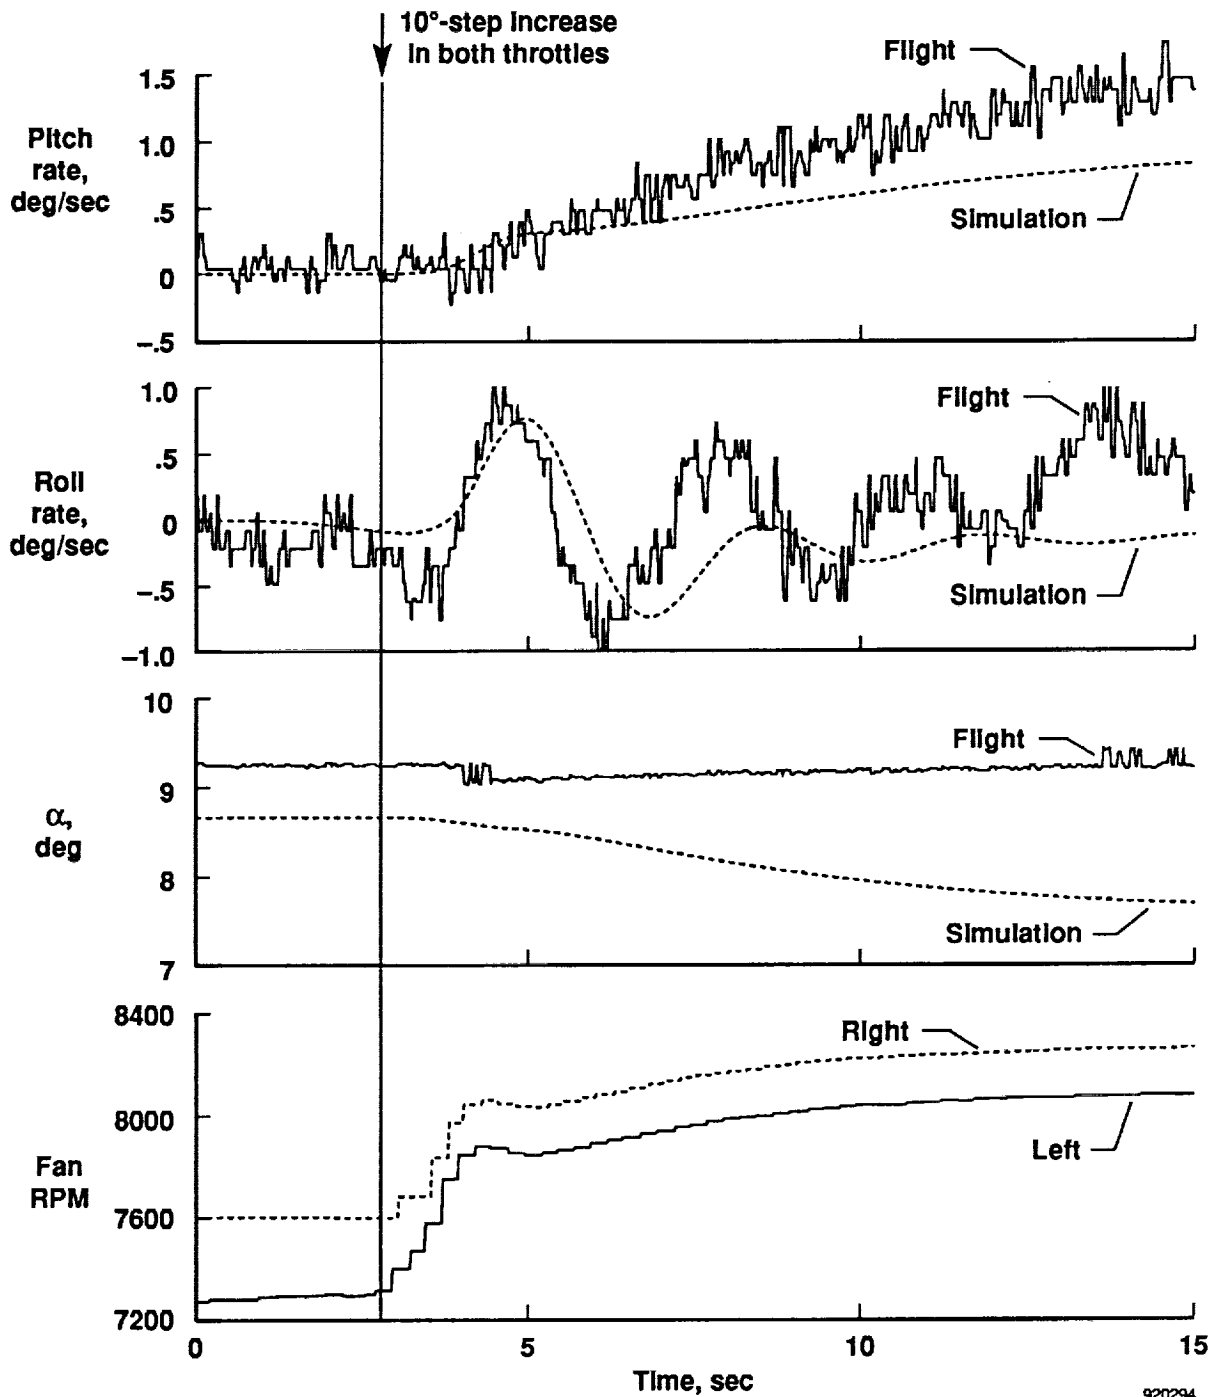 10°-step increase
in both throttles
Flight
1.5
Pitch
rate,
deg/sec
1.0
.5
Simulation
0
–.5
1.0
Flight
.5
Roll
rate,
deg/sec
0
–.5
Simulation
–1.0
10
Flight
9
α,
deg
8
Simulation
7
8400
Right
8000
Left
Fan
RPM
7600
7200
0
5
10
15
Time, sec
920294